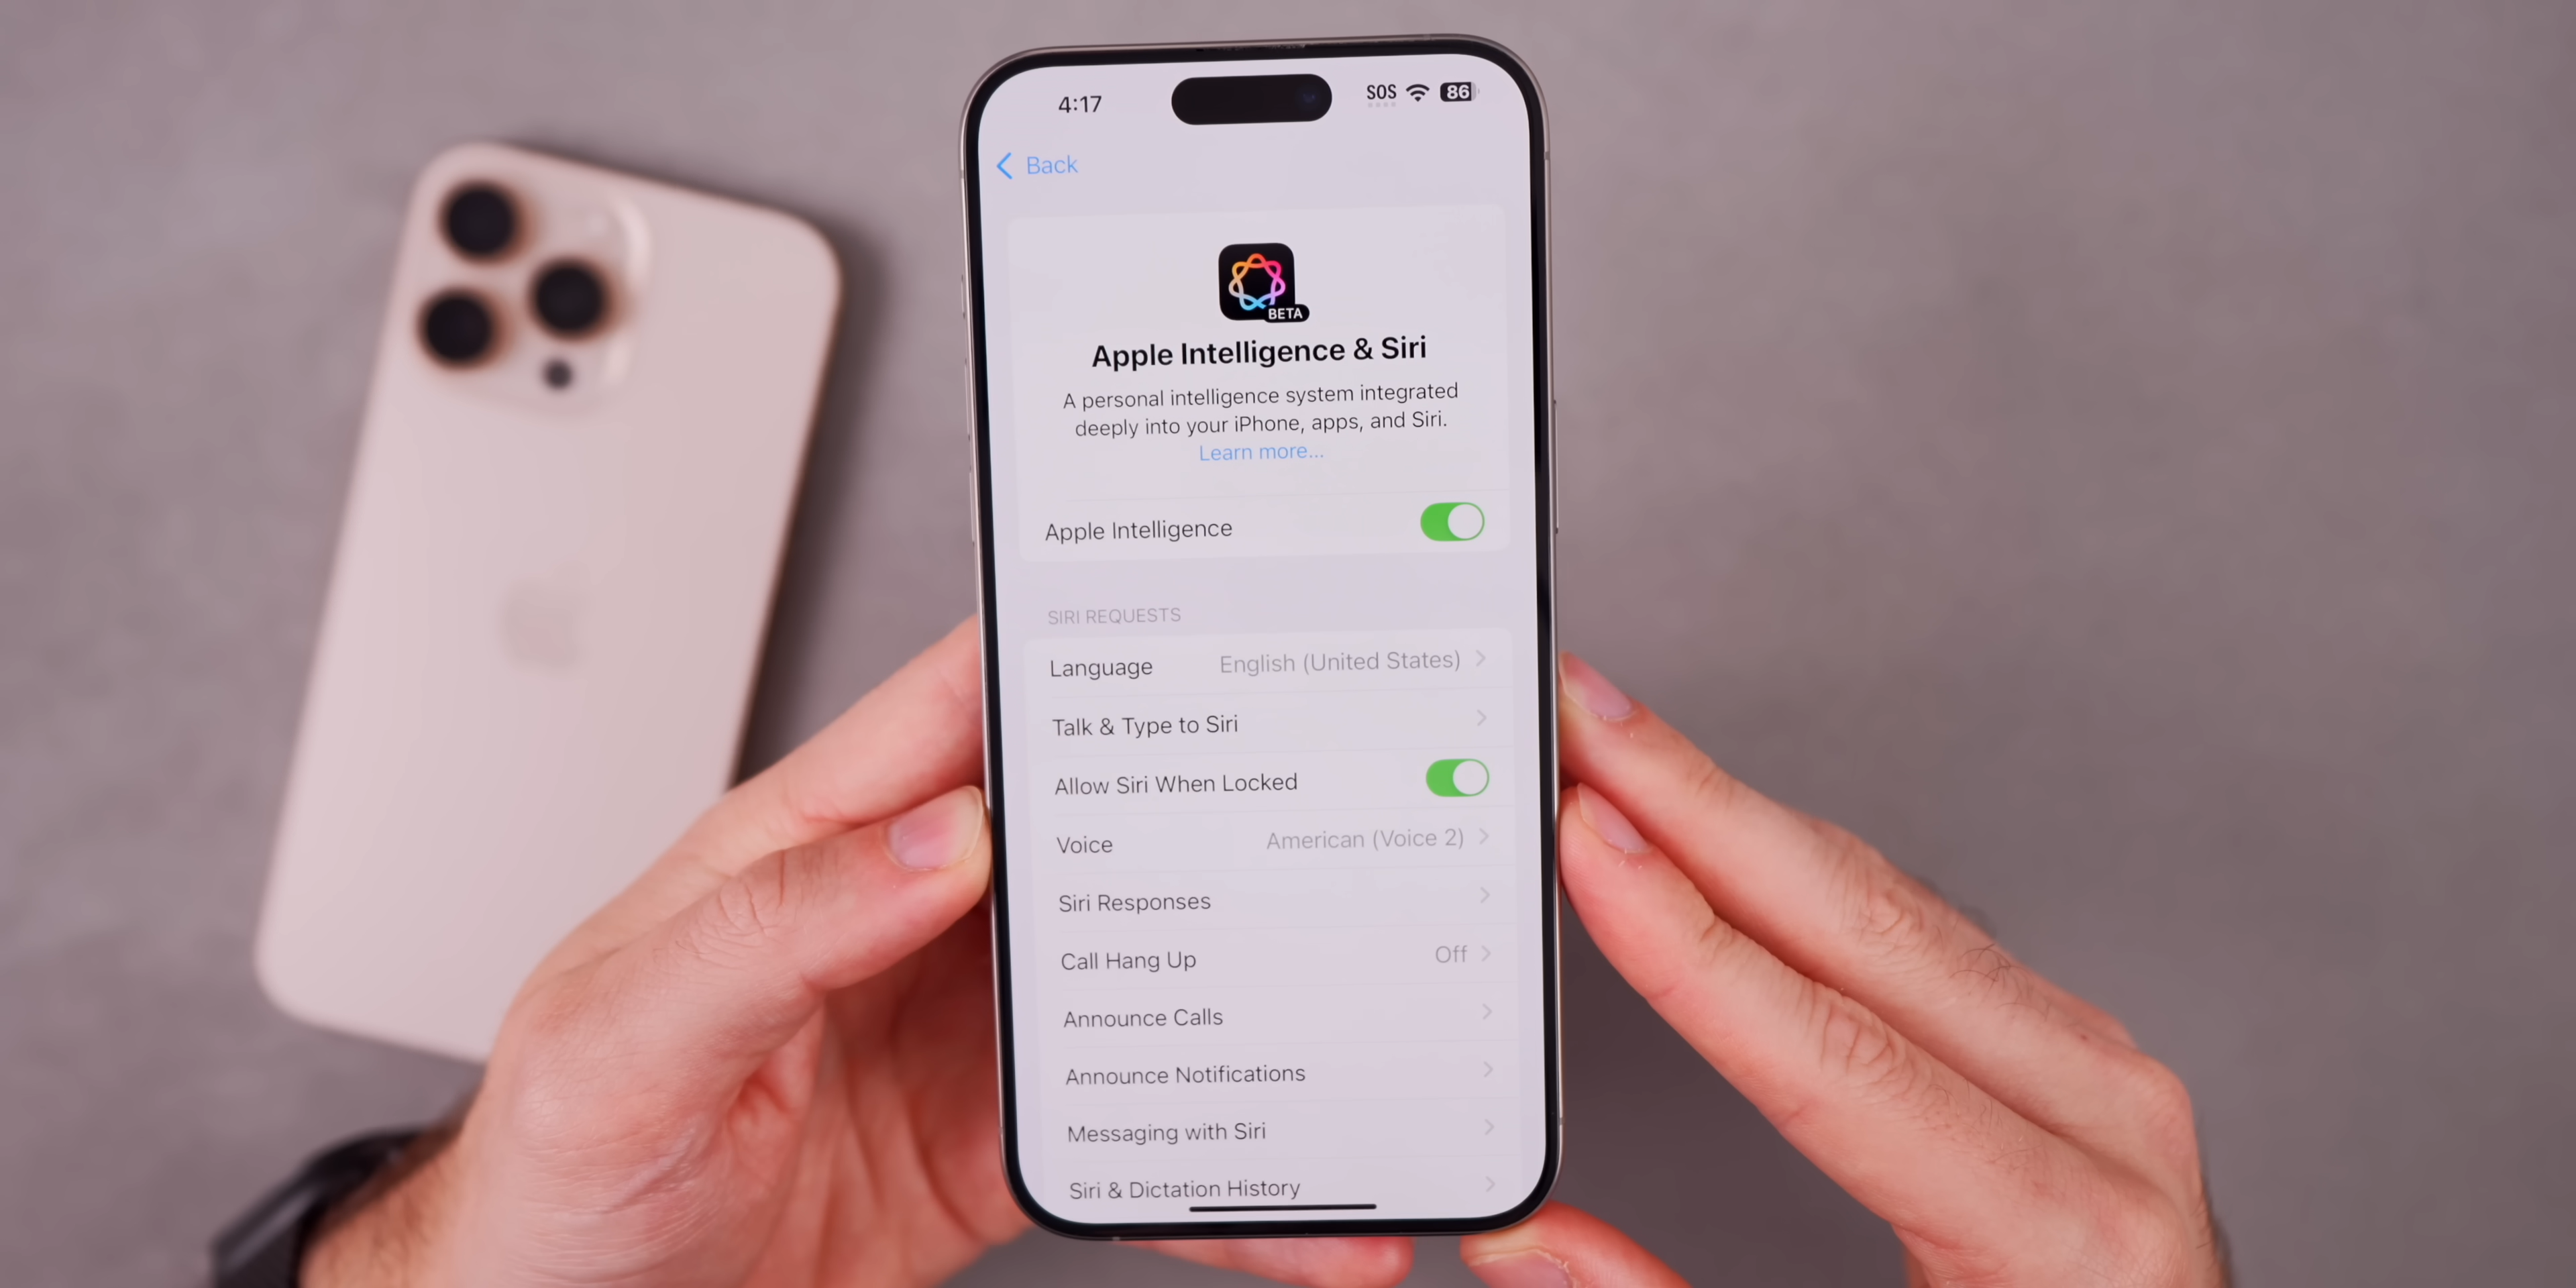 4:17 SOS 86
Back
BETA
Apple Intelligence & Siri
A personal intelligence system integrated
deeply into your iPhone, apps, and Siri.
Learn more...
Apple Intelligence
SIRI REQUESTS
Language English (United States)
Talk & Type to Siri
Allow Siri When Locked
Voice American (Voice 2)
Siri Responses
Call Hang Up Off
Announce Calls
Announce Notifications
Messaging with Siri
Siri & Dictation History